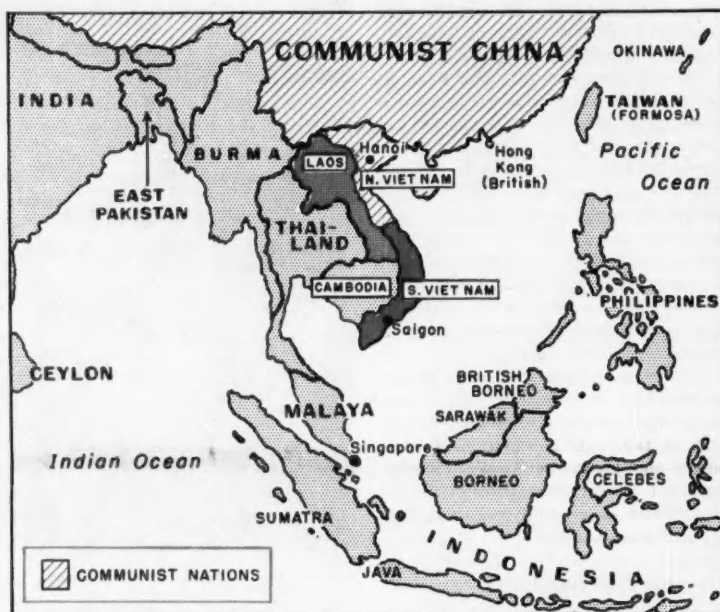 COMMUNIST CHINA
OKINAWA
INDIA
TAIWAN
(FORMOSA)
BURMA
Hanoi
LAOS
Hong
Kong
(British)
Pacific
Ocean
N. VIET NAM
EAST
PAKISTAN
THAI-
LAND
CAMBODIA
S. VIET NAM
PHILIPPINES
Saigon
CEYLON
BRITISH
BORNEO
MALAYA
SARAWAK
Singapore
Indian Ocean
BORNEO
CELEBES
SUMATRA
INDONESIA
JAVA
COMMUNIST NATIONS